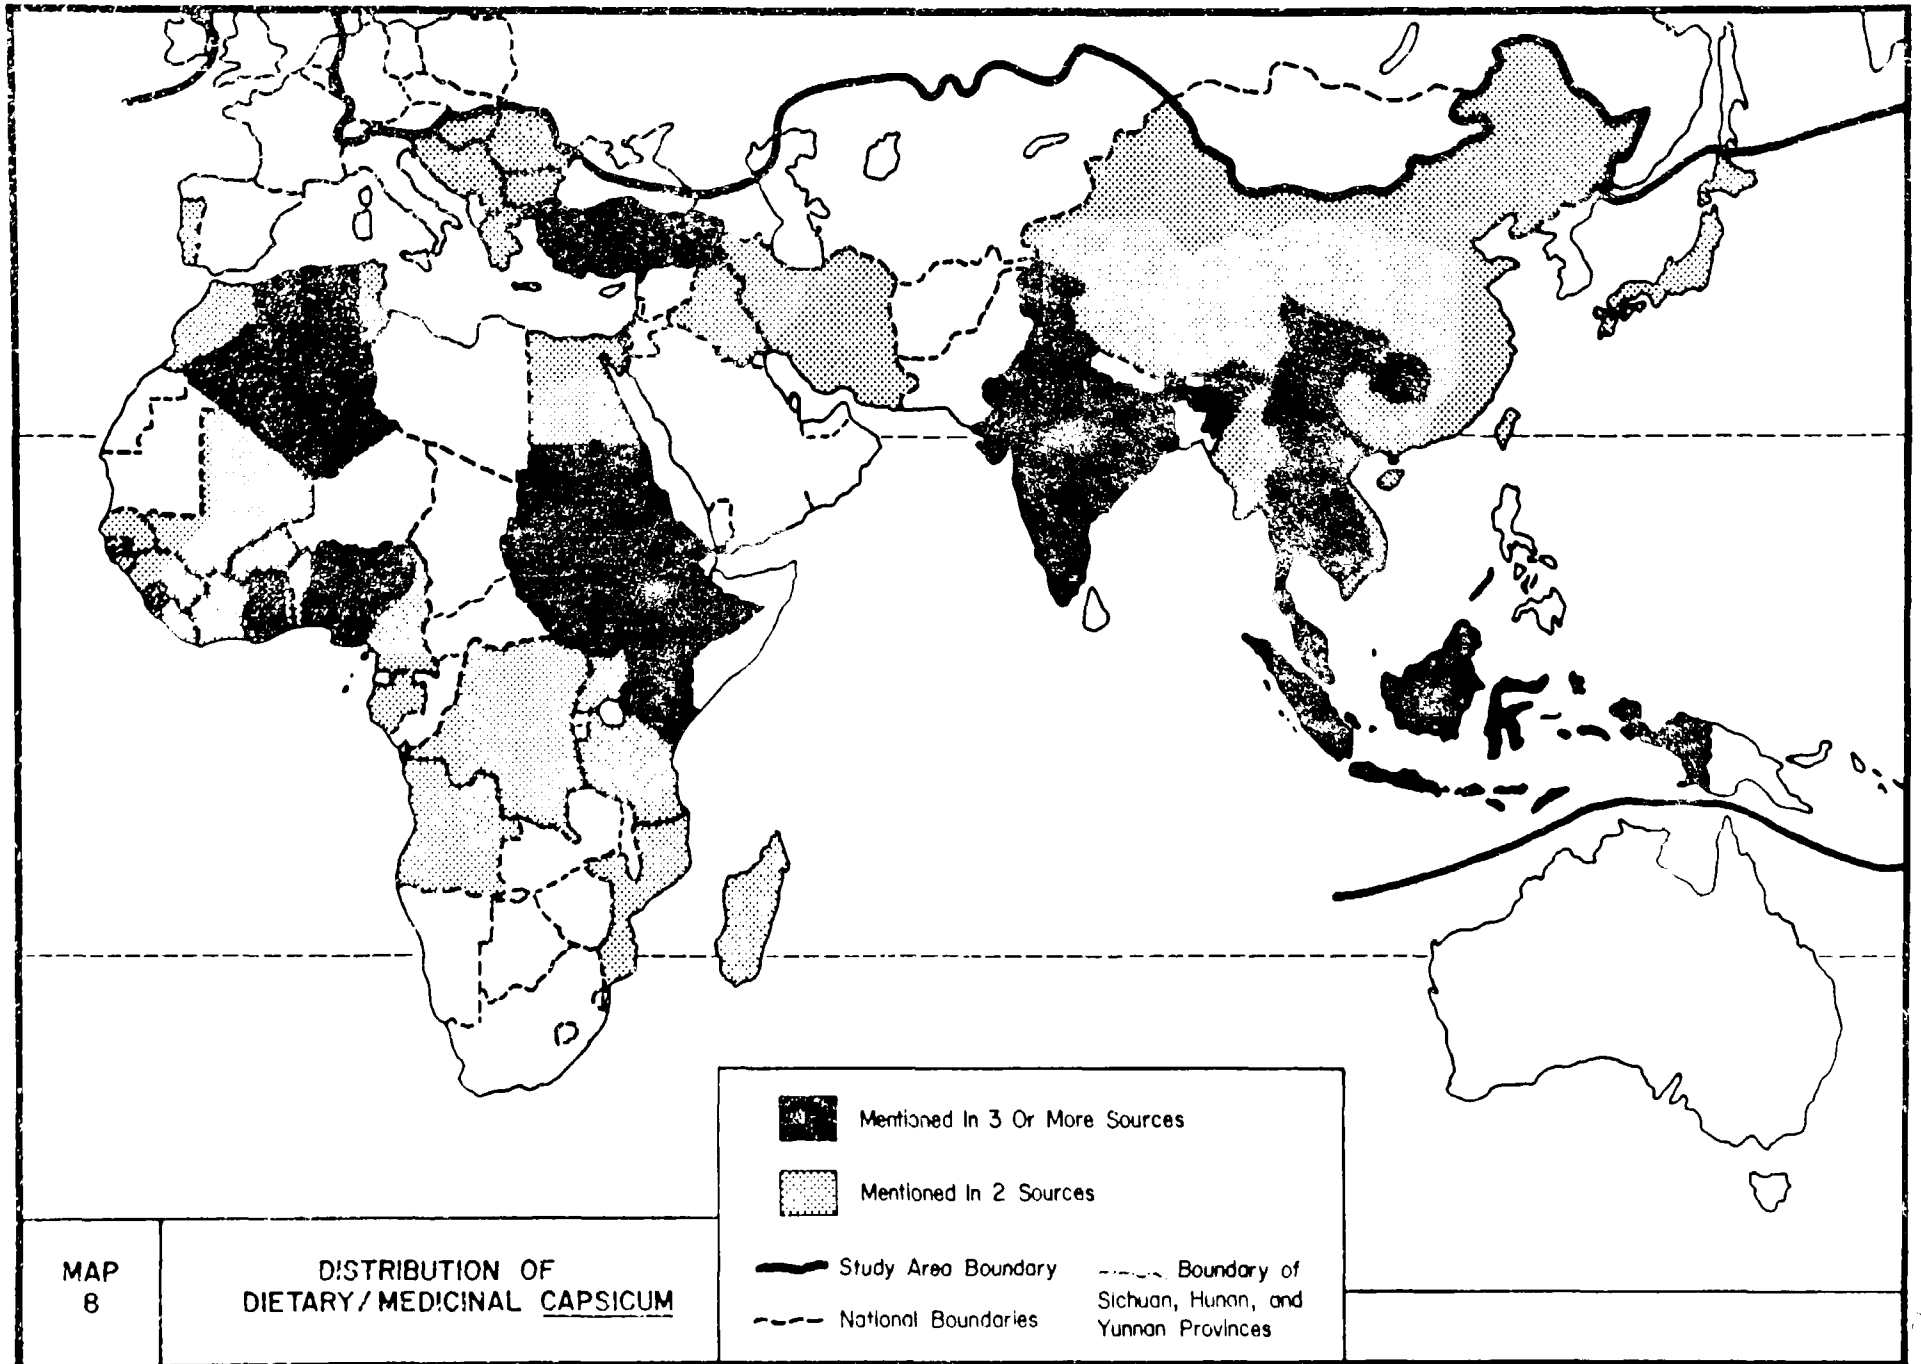 Mentioned In 3 Or More Sources
Mentioned In 2 Sources
Study Area Boundary
National Boundaries
Boundary of
Sichuan, Hunan, and
Yunnan Provinces
MAP
8
DISTRIBUTION OF
DIETARY/MEDICINAL CAPSICUM